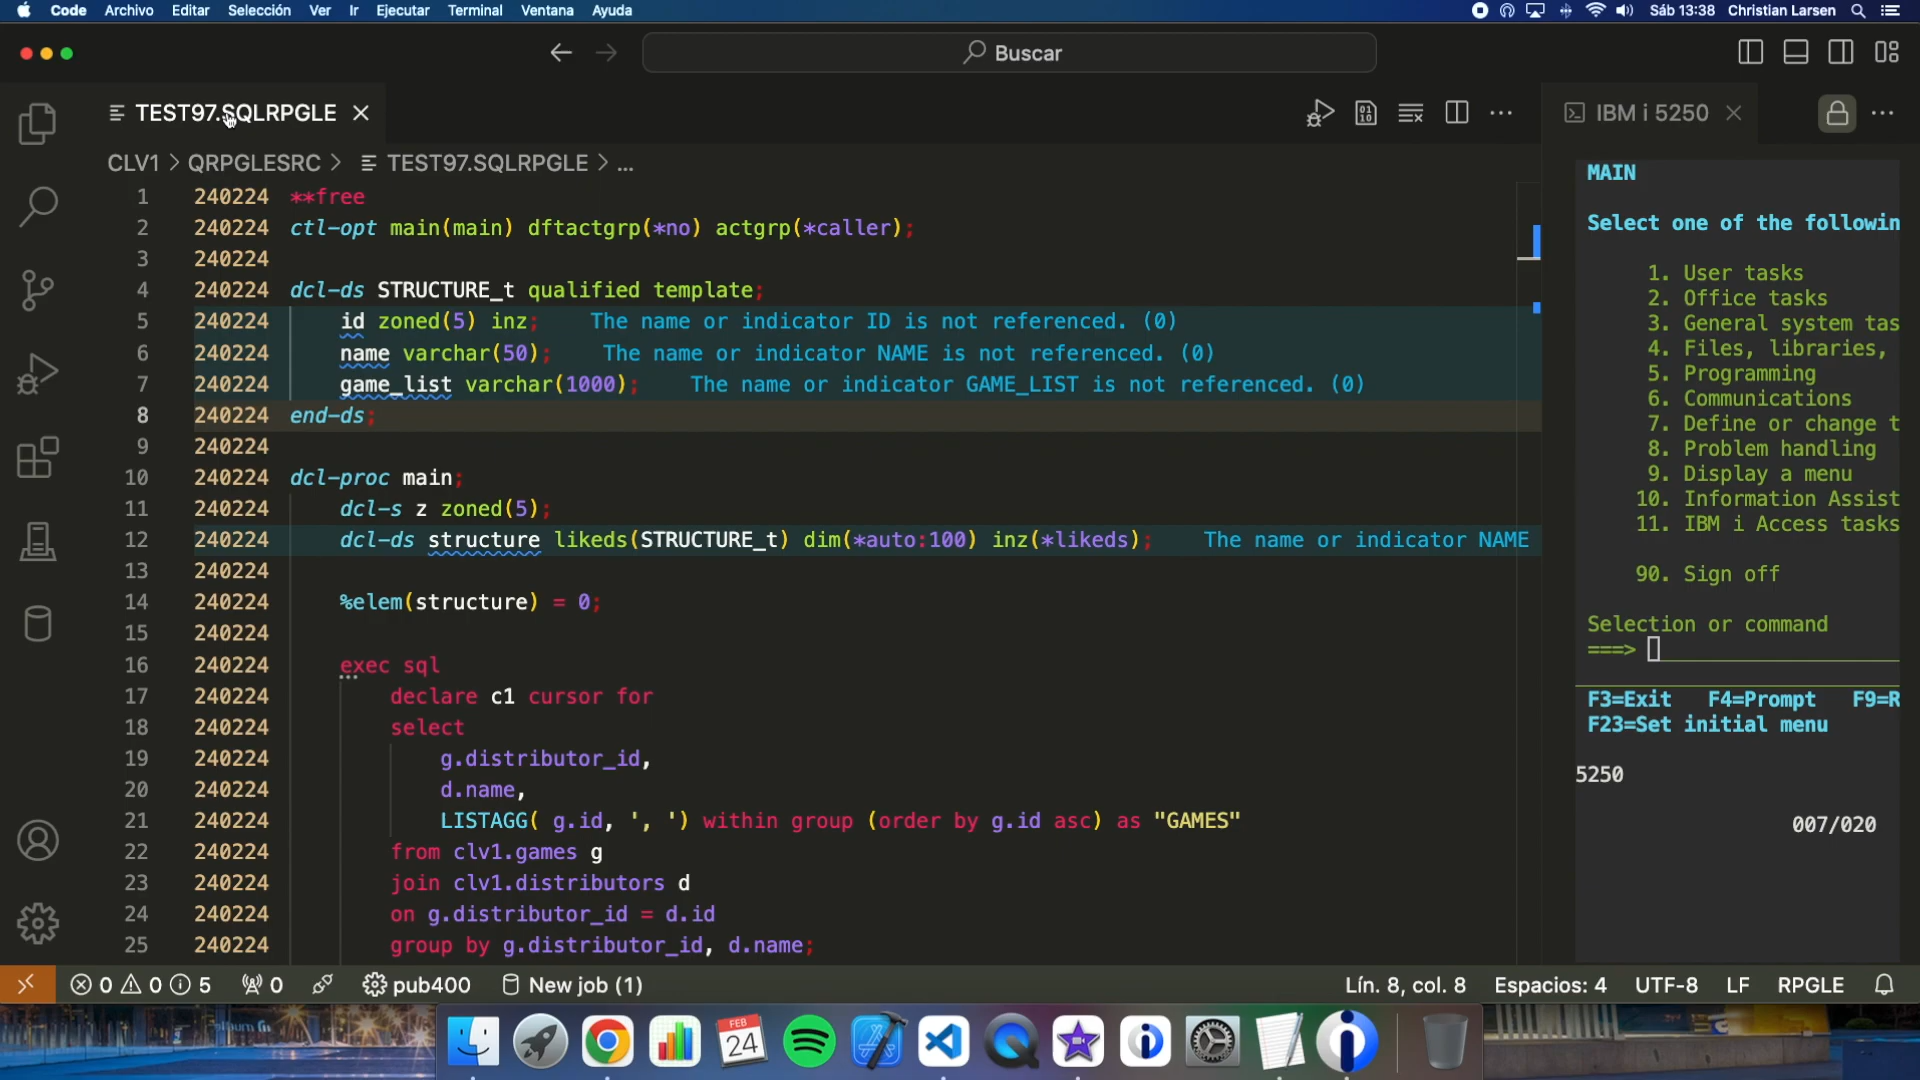 Code Archivo Editar Selección Ver Ir Ejecutar Terminal Ventana Ayuda Sáb 13:38 Christian Larsen
Buscar
TEST97.SQLRPGLE
CLV1 > QRPGLESRC > TEST97.SQLRPGLE > ...
1 240224 **free
2 240224 ctl-opt main(main) dftactgrp(*no) actgrp(*caller);
3 240224
4 240224 dcl-ds STRUCTURE_t qualified template;
5 240224 id zoned(5) inz; The name or indicator ID is not referenced. (0)
6 240224 name varchar(50); The name or indicator NAME is not referenced. (0)
7 240224 game_list varchar(1000); The name or indicator GAME_LIST is not referenced. (0)
8 240224 end-ds;
9 240224
10 240224 dcl-proc main;
11 240224 dcl-s z zoned(5);
12 240224 dcl-ds structure likeds(STRUCTURE_t) dim(*auto:100) inz(*likeds); The name or indicator NAME
13 240224
14 240224 %elem(structure) = 0;
15 240224
16 240224 exec sql
17 240224 declare c1 cursor for
18 240224 select
19 240224 g.distributor_id,
20 240224 d.name,
21 240224 LISTAGG( g.id, ', ') within group (order by g.id asc) as "GAMES"
22 240224 from clv1.games g
23 240224 join clv1.distributors d
24 240224 on g.distributor_id = d.id
25 240224 group by g.distributor_id, d.name;
IBM i 5250
MAIN
Select one of the followin
1. User tasks
2. Office tasks
3. General system tas
4. Files, libraries,
5. Programming
6. Communications
7. Define or change t
8. Problem handling
9. Display a menu
10. Information Assist
11. IBM i Access tasks
90. Sign off
Selection or command
===>
F3=Exit F4=Prompt F9=R
F23=Set initial menu
5250
007/020
0 0 5 0 pub400 New job (1) Lín. 8, col. 8 Espacios: 4 UTF-8 LF RPGLE
FEB
24